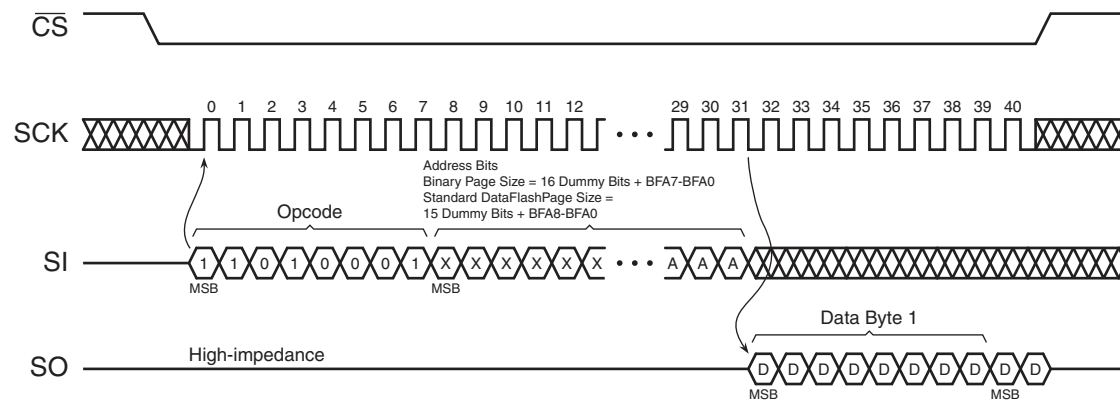 CS
SCK
0 1 2 3 4 5 6 7 8 9 10 11 12 • • • 29 30 31 32 33 34 35 36 37 38 39 40
Address Bits
Binary Page Size = 16 Dummy Bits + BFA7-BFA0
Standard DataFlashPage Size =
15 Dummy Bits + BFA8-BFA0
Opcode
SI
1 1 0 1 0 0 0 1 X X X X X X • • • A A A
MSB MSB
Data Byte 1
High-impedance
SO
D D D D D D D D D D
MSB MSB